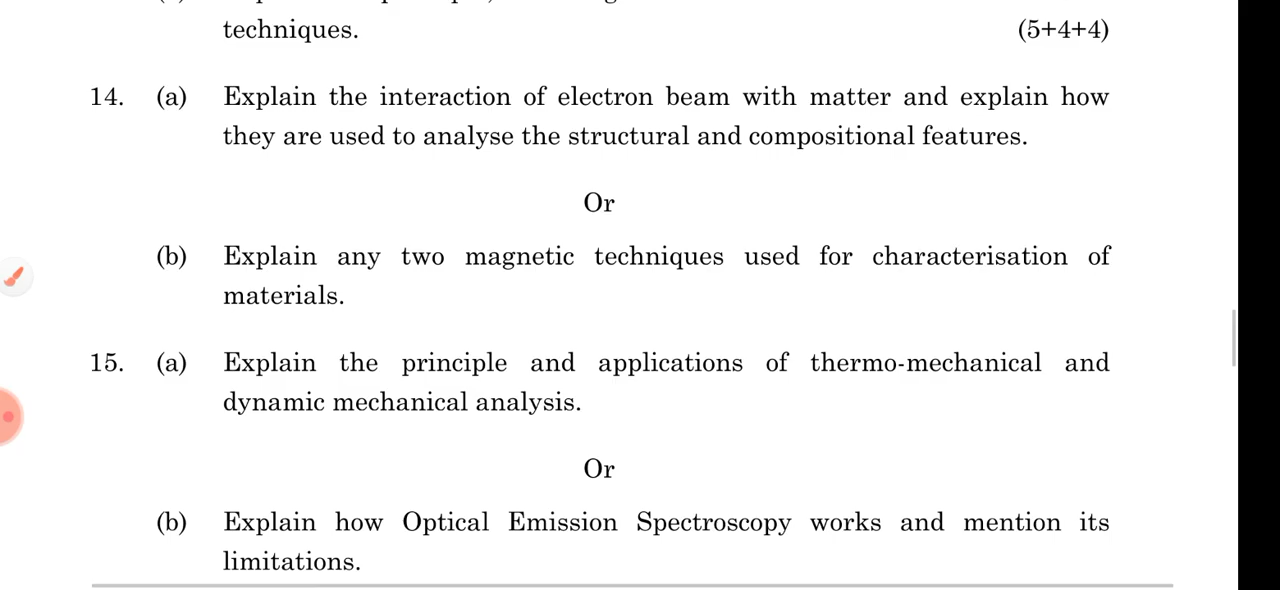 techniques. (5+4+4)
14. (a) Explain the interaction of electron beam with matter and explain how
they are used to analyse the structural and compositional features.
Or
(b) Explain any two magnetic techniques used for characterisation of
materials.
15. (a) Explain the principle and applications of thermo-mechanical and
dynamic mechanical analysis.
Or
(b) Explain how Optical Emission Spectroscopy works and mention its
limitations.